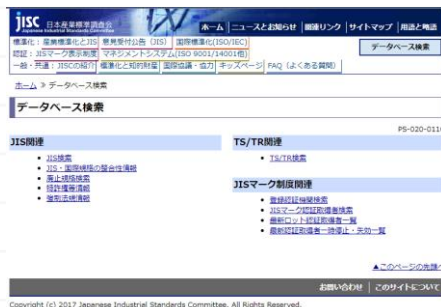 JISC 日本産業標準調査会
Japanese Industrial Standards Committee
ホーム | ニュースとお知らせ | 関連リンク | サイトマップ | 用語と略語
標準化: 産業標準化とJIS 意見受付公告 (JIS) 国際標準化(ISO/IEC)
認証: JISマーク表示制度 マネジメントシステム(ISO 9001/14001他)
一般・共通: JISCの紹介 標準化と知的財産 国際協議・協力 キッズページ FAQ (よくある質問)
データベース検索
ホーム > データベース検索
データベース検索
PS-020-0110
JIS関連
・ JIS検索
・ JIS・国際規格の整合性情報
・ 廃止規格検索
・ 特許権等情報
・ 強制法規情報
TS/TR関連
・ TS/TR検索
JISマーク制度関連
・ 登録認証機関検索
・ JISマーク認証取得者検索
・ 最新ロット認証取得者一覧
・ 最新認証取得者一時停止・失効一覧
▲このページの先頭へ
お問い合わせ | このサイトについて
Copyright (c) 2017 Japanese Industrial Standards Committee. All Rights Reserved.